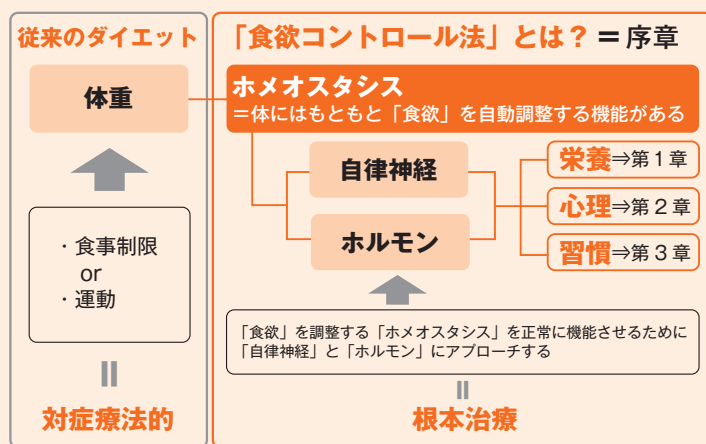 従来のダイエット
体重
・食事制限
or
・運動
対症療法的
「食欲コントロール法」とは？＝序章
ホメオスタシス
＝体にはもともと「食欲」を自動調整する機能がある
自律神経
ホルモン
栄養⇒第１章
心理⇒第２章
習慣⇒第３章
「食欲」を調整する「ホメオスタシス」を正常に機能させるために
「自律神経」と「ホルモン」にアプローチする
根本治療